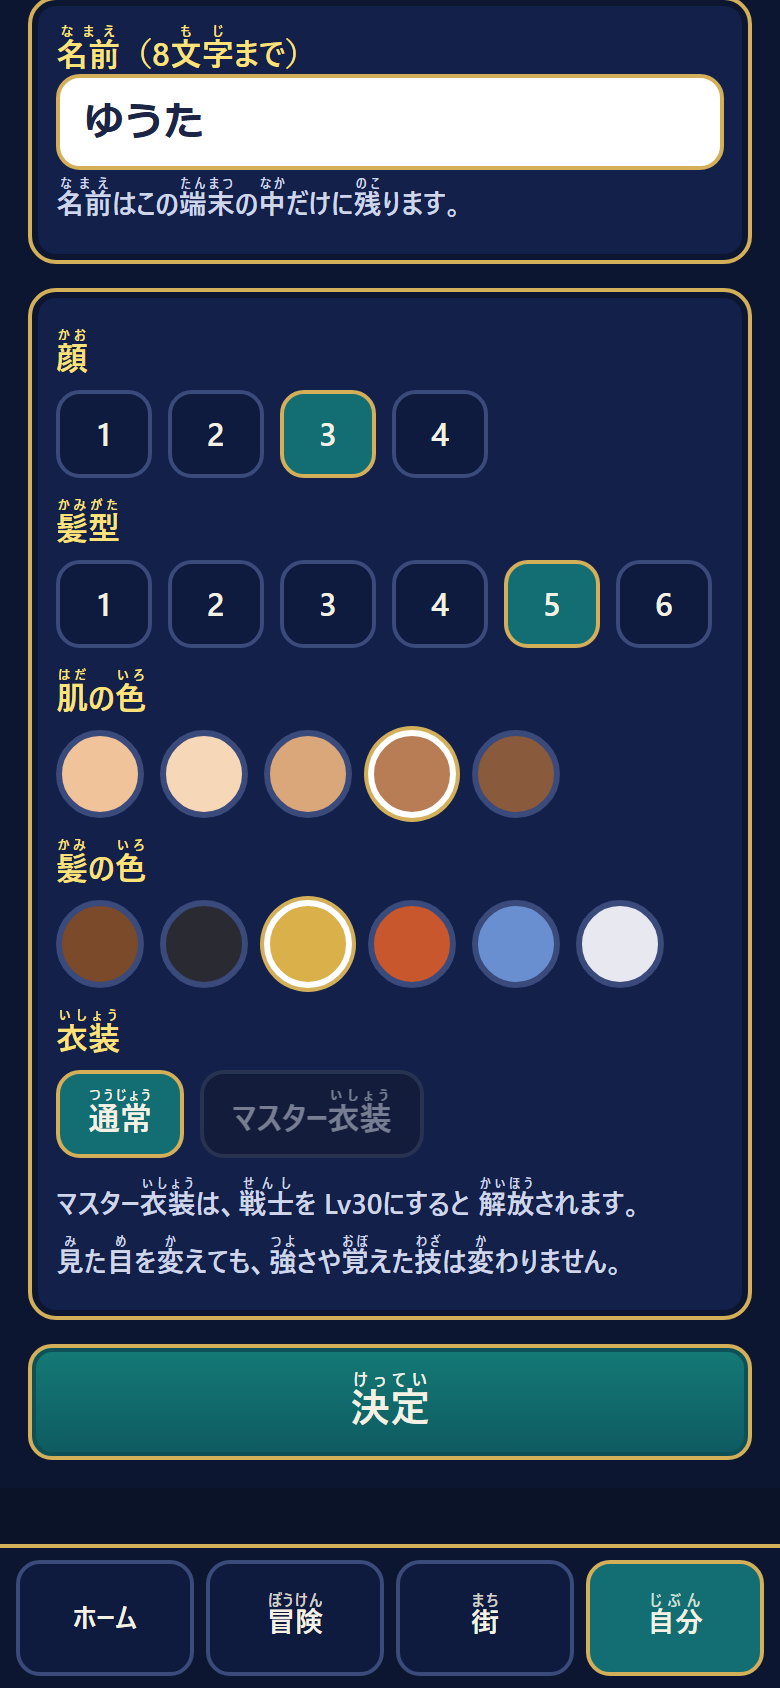 なまえ もじ
名前（8文字まで）
ゆうた
なまえ たんまつ なか のこ
名前はこの端末の中だけに残ります。
かお
顔
1 2 3 4
かみがた
髪型
1 2 3 4 5 6
はだ いろ
肌の色
かみ いろ
髪の色
いしょう
衣装
つうじょう いしょう
通常 マスター衣装
いしょう せんし かいほう
マスター衣装は、戦士を Lv30にすると 解放されます。
み め か つよ おぼ わざ か
見た目を変えても、強さや覚えた技は変わりません。
けってい
決定
ぼうけん まち じぶん
ホーム 冒険 街 自分